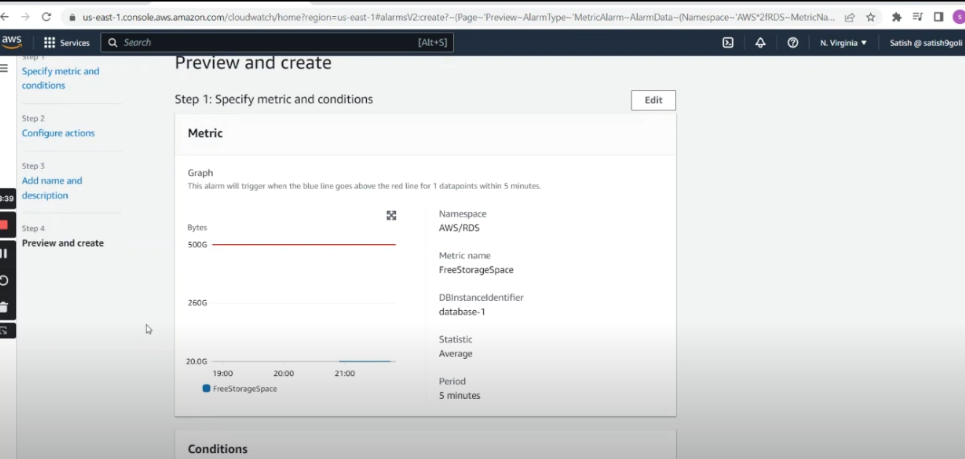 us-east-1.console.aws.amazon.com/cloudwatch/home?region=us-east-1#alarmsV2:create?~(Page~'Preview~AlarmType~'MetricAlarm~AlarmData~(Namespace~'AWS*2fRDS~MetricNa...
aws
Services
Search
[Alt+S]
N. Virginia
Satish @ satish9goli
Step 1
Specify metric and
conditions
Step 2
Configure actions
Step 3
Add name and
description
Step 4
Preview and create
Preview and create
Step 1: Specify metric and conditions
Edit
Metric
Graph
This alarm will trigger when the blue line goes above the red line for 1 datapoints within 5 minutes.
Bytes
500G
260G
20.0G
19:00
20:00
21:00
FreeStorageSpace
Namespace
AWS/RDS
Metric name
FreeStorageSpace
DBInstanceIdentifier
database-1
Statistic
Average
Period
5 minutes
Conditions